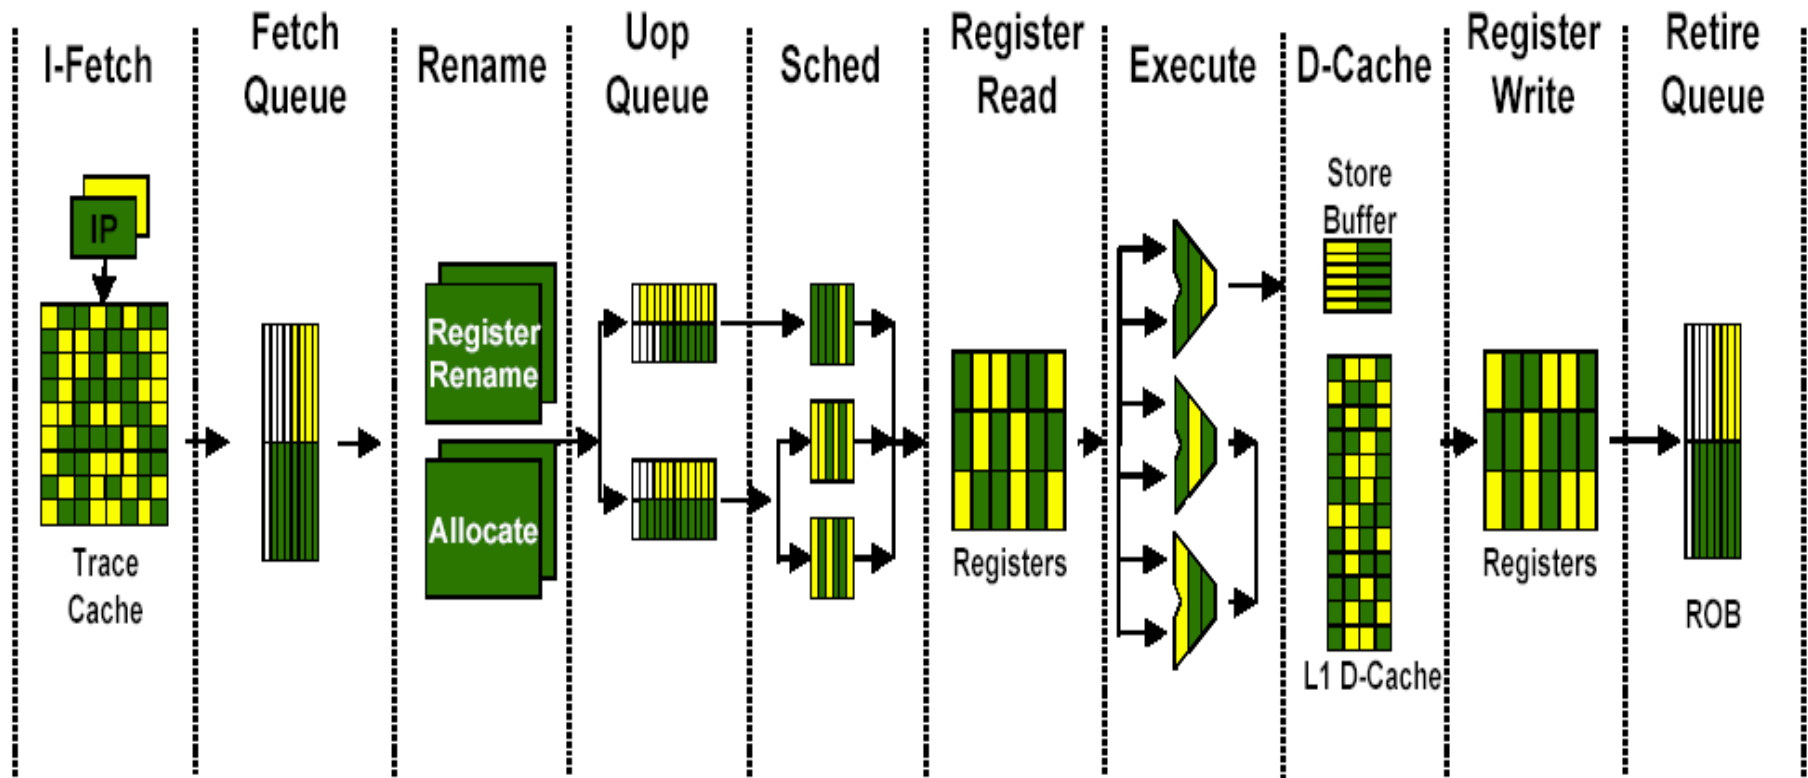 I-Fetch
Fetch
Queue
Rename
Uop
Queue
Sched
Register
Read
Execute
D-Cache
Register
Write
Retire
Queue
IP
Trace
Cache
Register
Rename
Allocate
Registers
Store
Buffer
L1 D-Cache
Registers
ROB